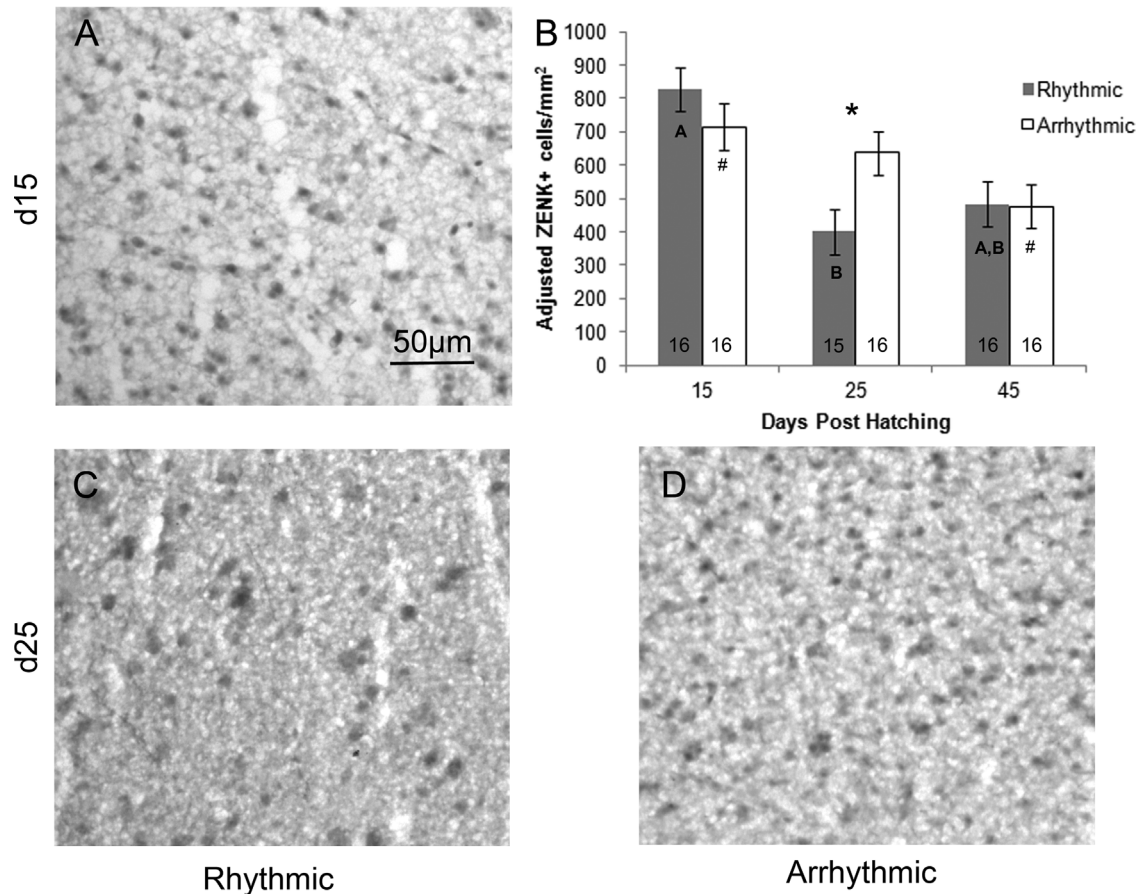 A
d15
50µm
B
Adjusted ZENK+ cells/mm²
1000
900
800
700
600
500
400
300
200
100
0
A
#
*
B
A,B
#
16
16
15
16
16
16
15
25
45
Days Post Hatching
Rhythmic
Arrhythmic
C
d25
D
Rhythmic
Arrhythmic